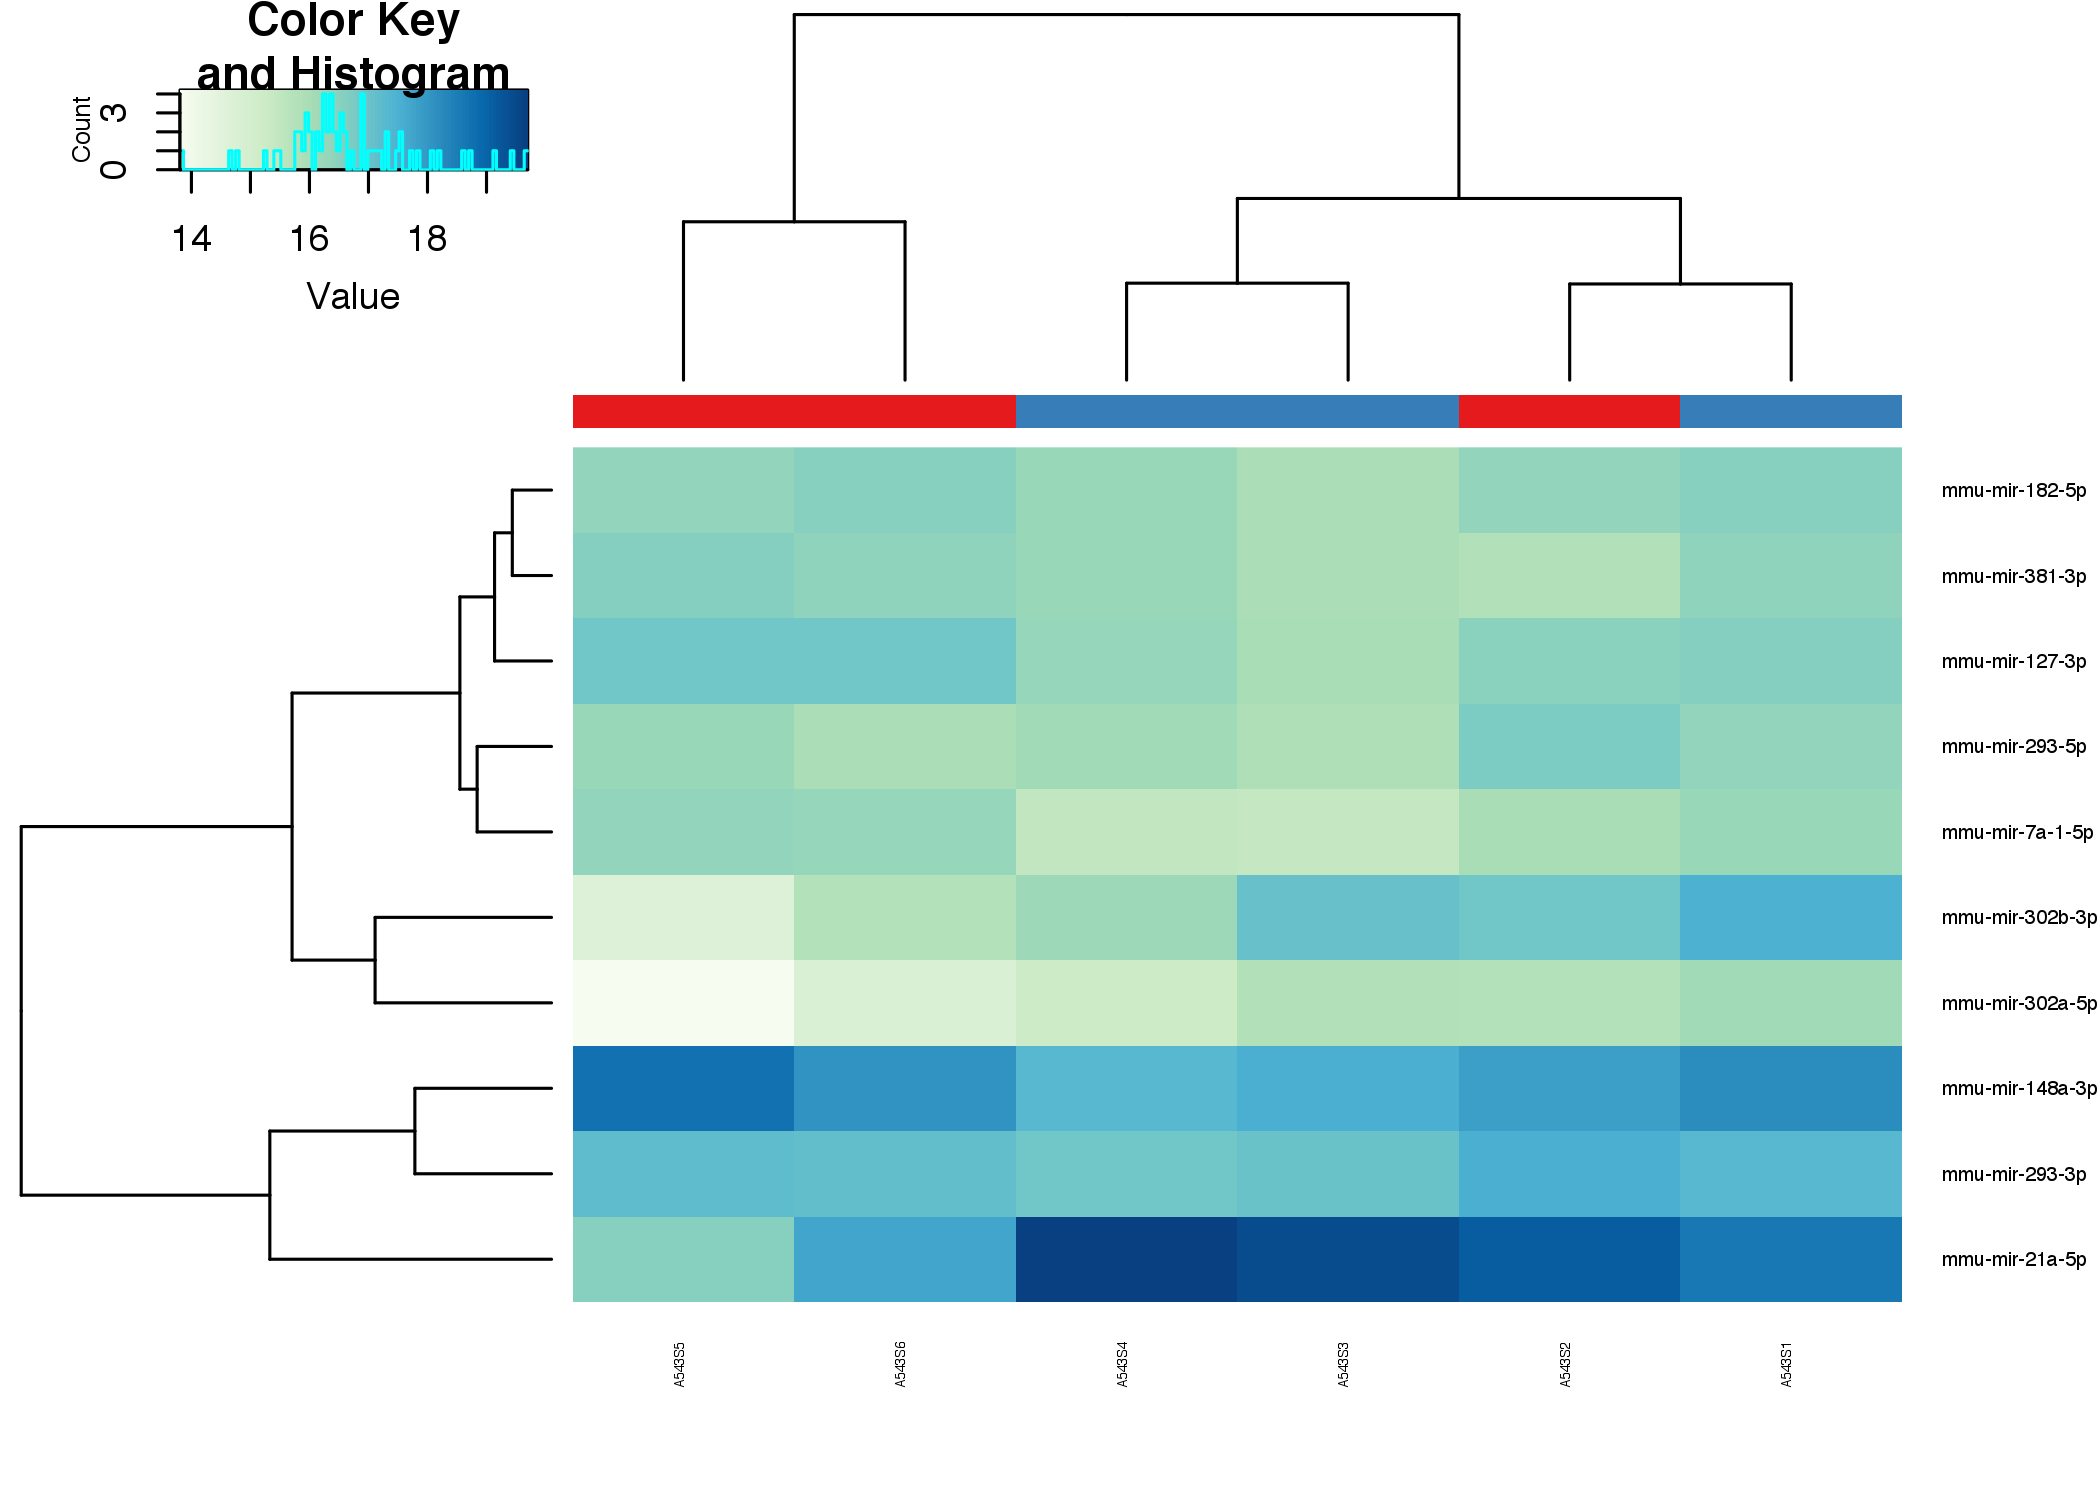 Color Key
and Histogram
Count
0 3
14 16 18
Value
mmu-mir-182-5p
mmu-mir-381-3p
mmu-mir-127-3p
mmu-mir-293-5p
mmu-mir-7a-1-5p
mmu-mir-302b-3p
mmu-mir-302a-5p
mmu-mir-148a-3p
mmu-mir-293-3p
mmu-mir-21a-5p
A543S5 A543S6 A543S4 A543S3 A543S2 A543S1